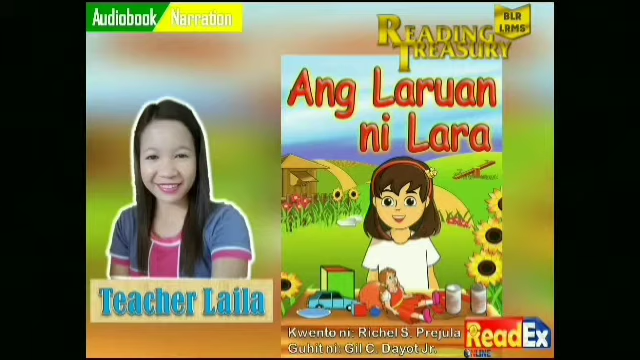 Audiobook Narration
READING
TREASURY
BLR
LRMS
Ang Laruan
ni Lara
Teacher Laila
Kwento ni: Richel S. Prejula
Guhit ni: Gil C. Dayot Jr.
ReadEx
ONLINE